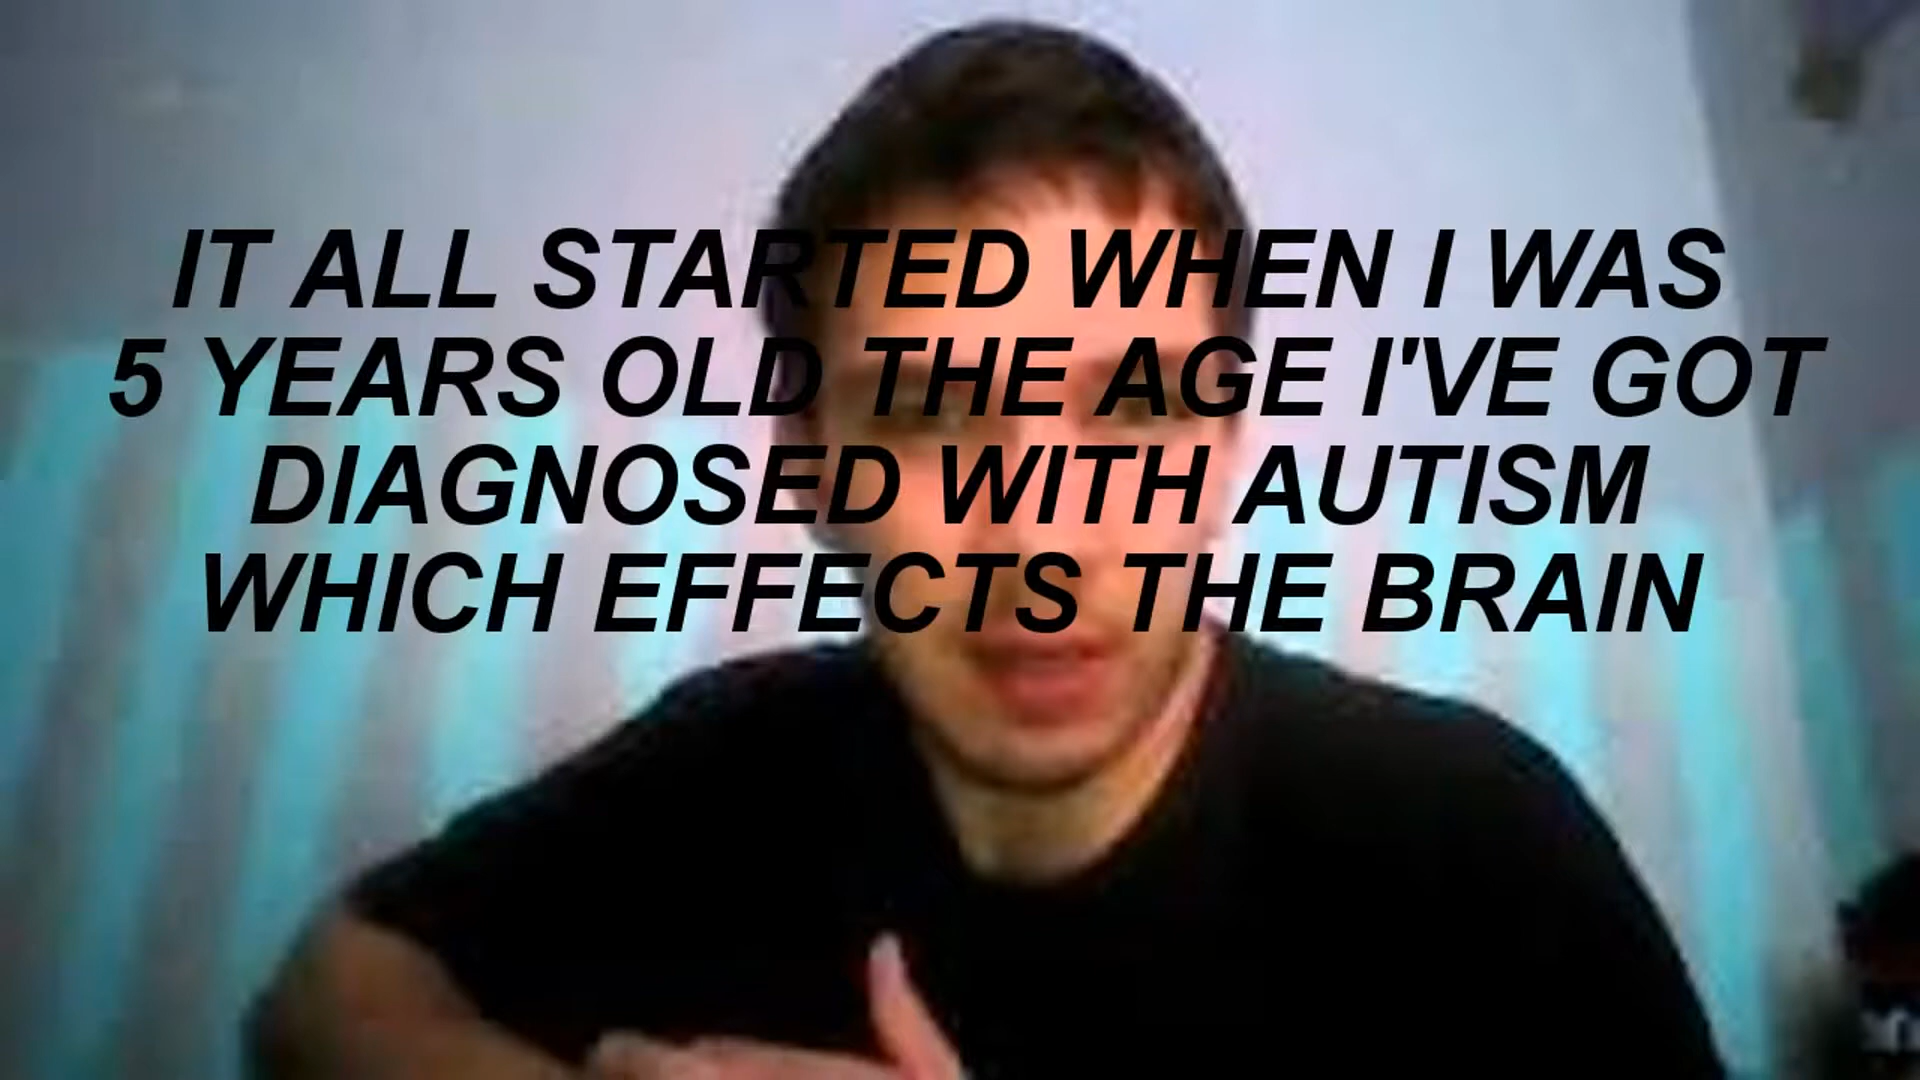 IT ALL STARTED WHEN I WAS
5 YEARS OLD THE AGE I'VE GOT
DIAGNOSED WITH AUTISM
WHICH EFFECTS THE BRAIN